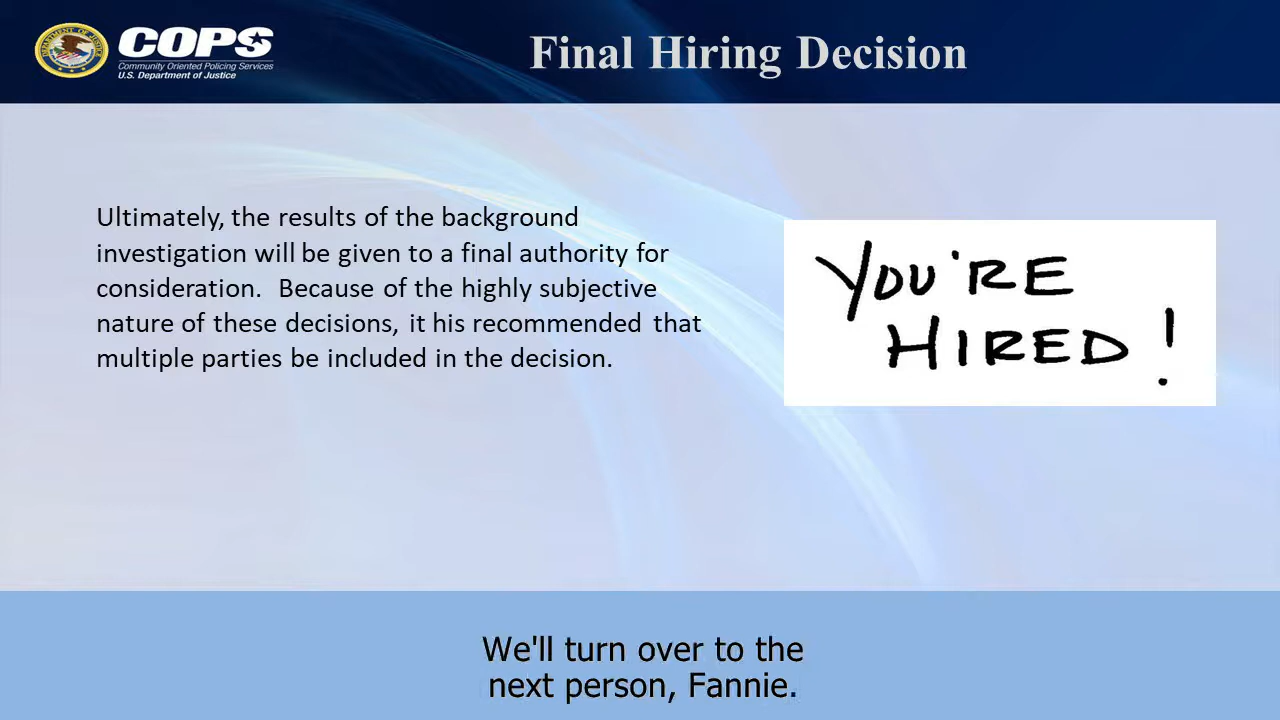 COPS
Community Oriented Policing Services
U.S. Department of Justice
Final Hiring Decision
Ultimately, the results of the background
investigation will be given to a final authority for
consideration.  Because of the highly subjective
nature of these decisions, it his recommended that
multiple parties be included in the decision.
YOU'RE
HIRED!
We'll turn over to the
next person, Fannie.